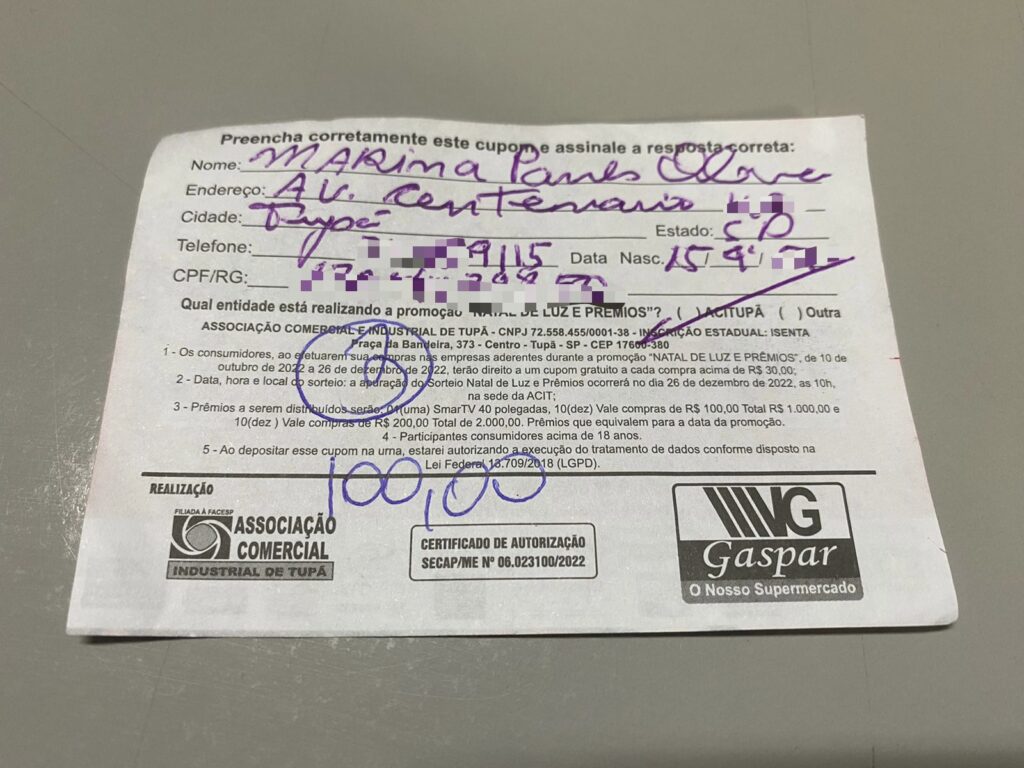 Preencha corretamente este cupom e assinale a resposta correta:
Nome: MARINA
Endereço: AV. Centenario
Cidade: Tupã Estado: SP
Telefone: 9115 Data Nasc. 15/9/
CPF/RG:
Qual entidade está realizando a promoção "NATAL DE LUZ E PRÊMIOS"? ( ) ACITUPÃ ( ) Outra
ASSOCIAÇÃO COMERCIAL E INDUSTRIAL DE TUPÃ - CNPJ 72.558.455/0001-38 - INSCRIÇÃO ESTADUAL: ISENTA
Praça da Bandeira, 373 - Centro - Tupã - SP - CEP 17600-380
1 - Os consumidores, ao efetuarem sua compras nas empresas aderentes durante a promoção "NATAL DE LUZ E PRÊMIOS", de 10 de
outubro de 2022 a 26 de dezembro de 2022, terão direito a um cupom gratuito a cada compra acima de R$ 30,00;
2 - Data, hora e local do sorteio: a apuração do Sorteio Natal de Luz e Prêmios ocorrerá no dia 26 de dezembro de 2022, as 10h,
na sede da ACIT;
3 - Prêmios a serem distribuídos serão: 01(uma) SmarTV 40 polegadas, 10(dez) Vale compras de R$ 100,00 Total R$ 1.000,00 e
10(dez ) Vale compras de R$ 200,00 Total de 2.000,00. Prêmios que equivalem para a data da promoção.
4 - Participantes consumidores acima de 18 anos.
5 - Ao depositar esse cupom na urna, estarei autorizando a execução do tratamento de dados conforme disposto na
Lei Federal 13.709/2018 (LGPD).
100,00
REALIZAÇÃO
FILIADA À FACESP
ASSOCIAÇÃO
COMERCIAL
INDUSTRIAL DE TUPÃ
CERTIFICADO DE AUTORIZAÇÃO
SECAP/ME Nº 06.023100/2022
VG
Gaspar
O Nosso Supermercado